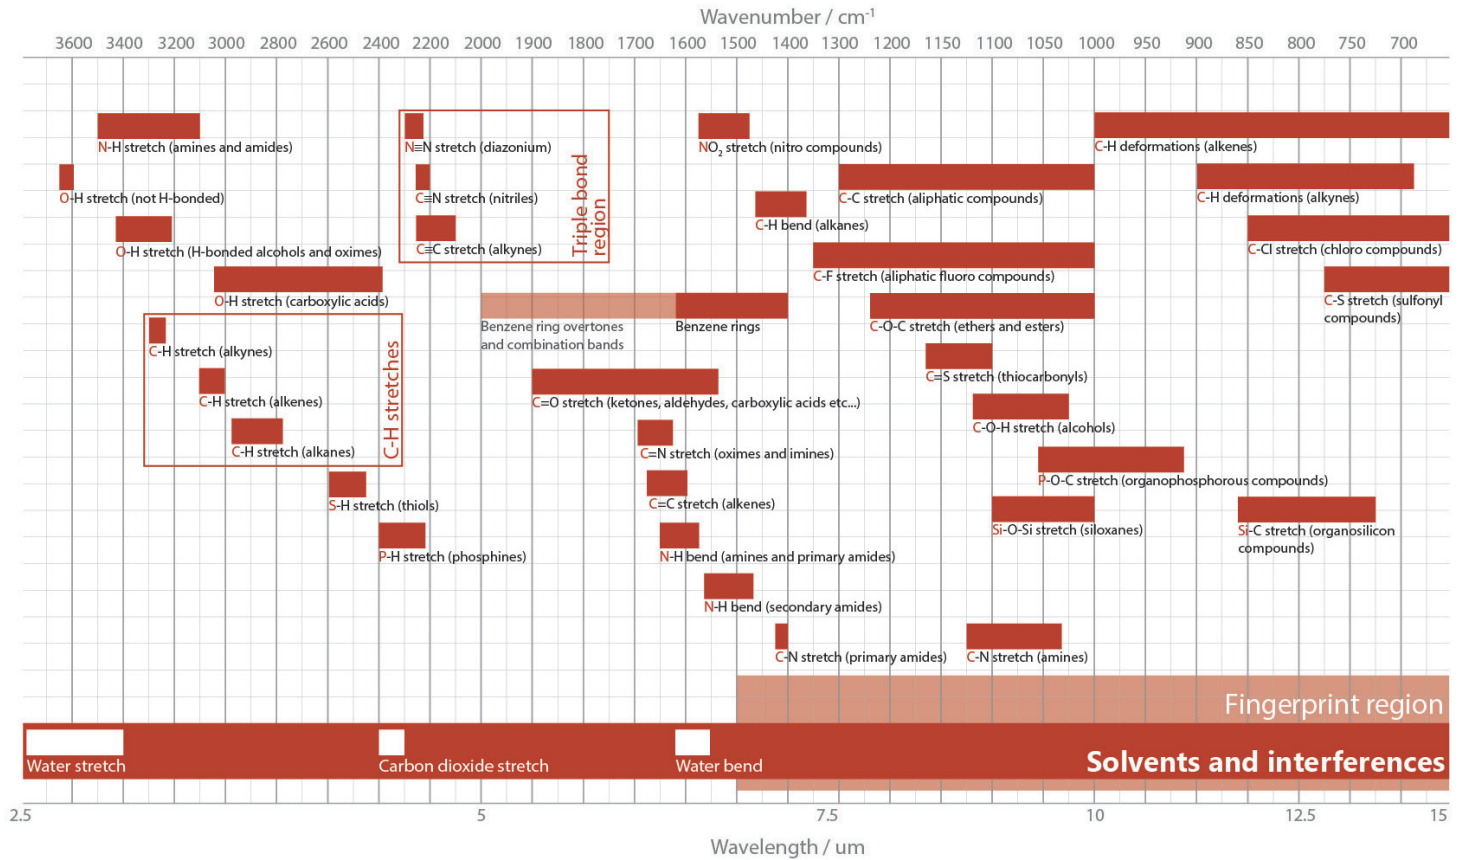 Wavenumber / cm-1
3600 3400 3200 3000 2800 2600 2400 2200 2000 1900 1800 1700 1600 1500 1400 1300 1200 1150 1100 1050 1000 950 900 850 800 750 700
N-H stretch (amines and amides)
O-H stretch (not H-bonded)
O-H stretch (H-bonded alcohols and oximes)
O-H stretch (carboxylic acids)
C-H stretch (alkynes)
C-H stretch (alkenes)
C-H stretch (alkanes)
C-H stretches
S-H stretch (thiols)
P-H stretch (phosphines)
N≡N stretch (diazonium)
C≡N stretch (nitriles)
C≡C stretch (alkynes)
Triple bond
region
Benzene ring overtones
and combination bands
Benzene rings
C=O stretch (ketones, aldehydes, carboxylic acids etc...)
C=N stretch (oximes and imines)
C=C stretch (alkenes)
N-H bend (amines and primary amides)
N-H bend (secondary amides)
C-N stretch (primary amides)
NO2 stretch (nitro compounds)
C-H bend (alkanes)
C-C stretch (aliphatic compounds)
C-F stretch (aliphatic fluoro compounds)
C-O-C stretch (ethers and esters)
C=S stretch (thiocarbonyls)
C-O-H stretch (alcohols)
P-O-C stretch (organophosphorous compounds)
Si-O-Si stretch (siloxanes)
C-N stretch (amines)
C-H deformations (alkenes)
C-H deformations (alkynes)
C-Cl stretch (chloro compounds)
C-S stretch (sulfonyl
compounds)
Si-C stretch (organosilicon
compounds)
Fingerprint region
Water stretch
Carbon dioxide stretch
Water bend
Solvents and interferences
2.5 5 7.5 10 12.5 15
Wavelength / um